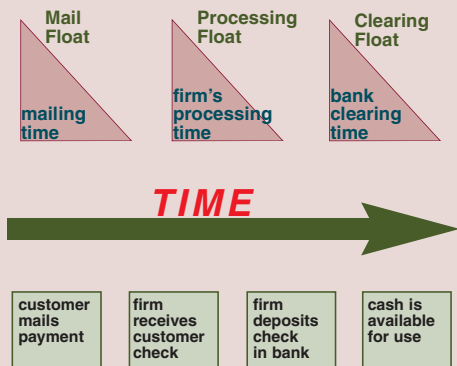 Mail
Float
mailing
time
Processing
Float
firm's
processing
time
Clearing
Float
bank
clearing
time
TIME
customer
mails
payment
firm
receives
customer
check
firm
deposits
check
in bank
cash is
available
for use